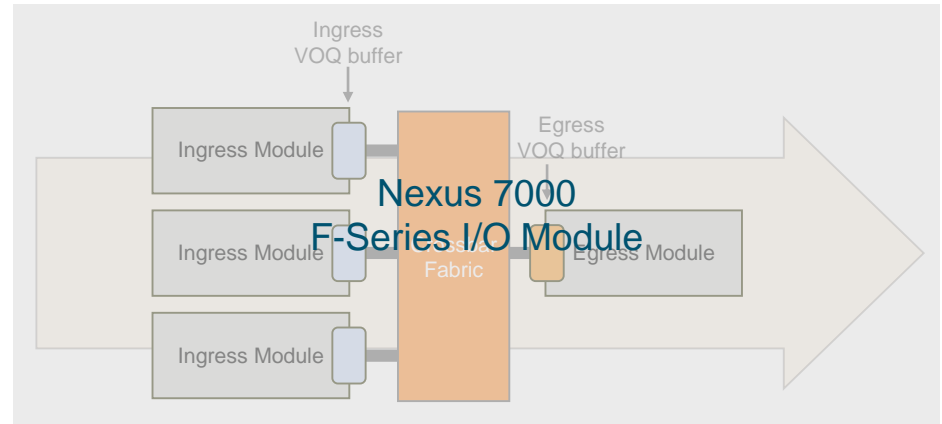 Ingress
VOQ buffer
Egress
VOQ buffer
Ingress Module
Nexus 7000
F-Series I/O Module
Ingress Module
Fabric
Egress Module
Ingress Module